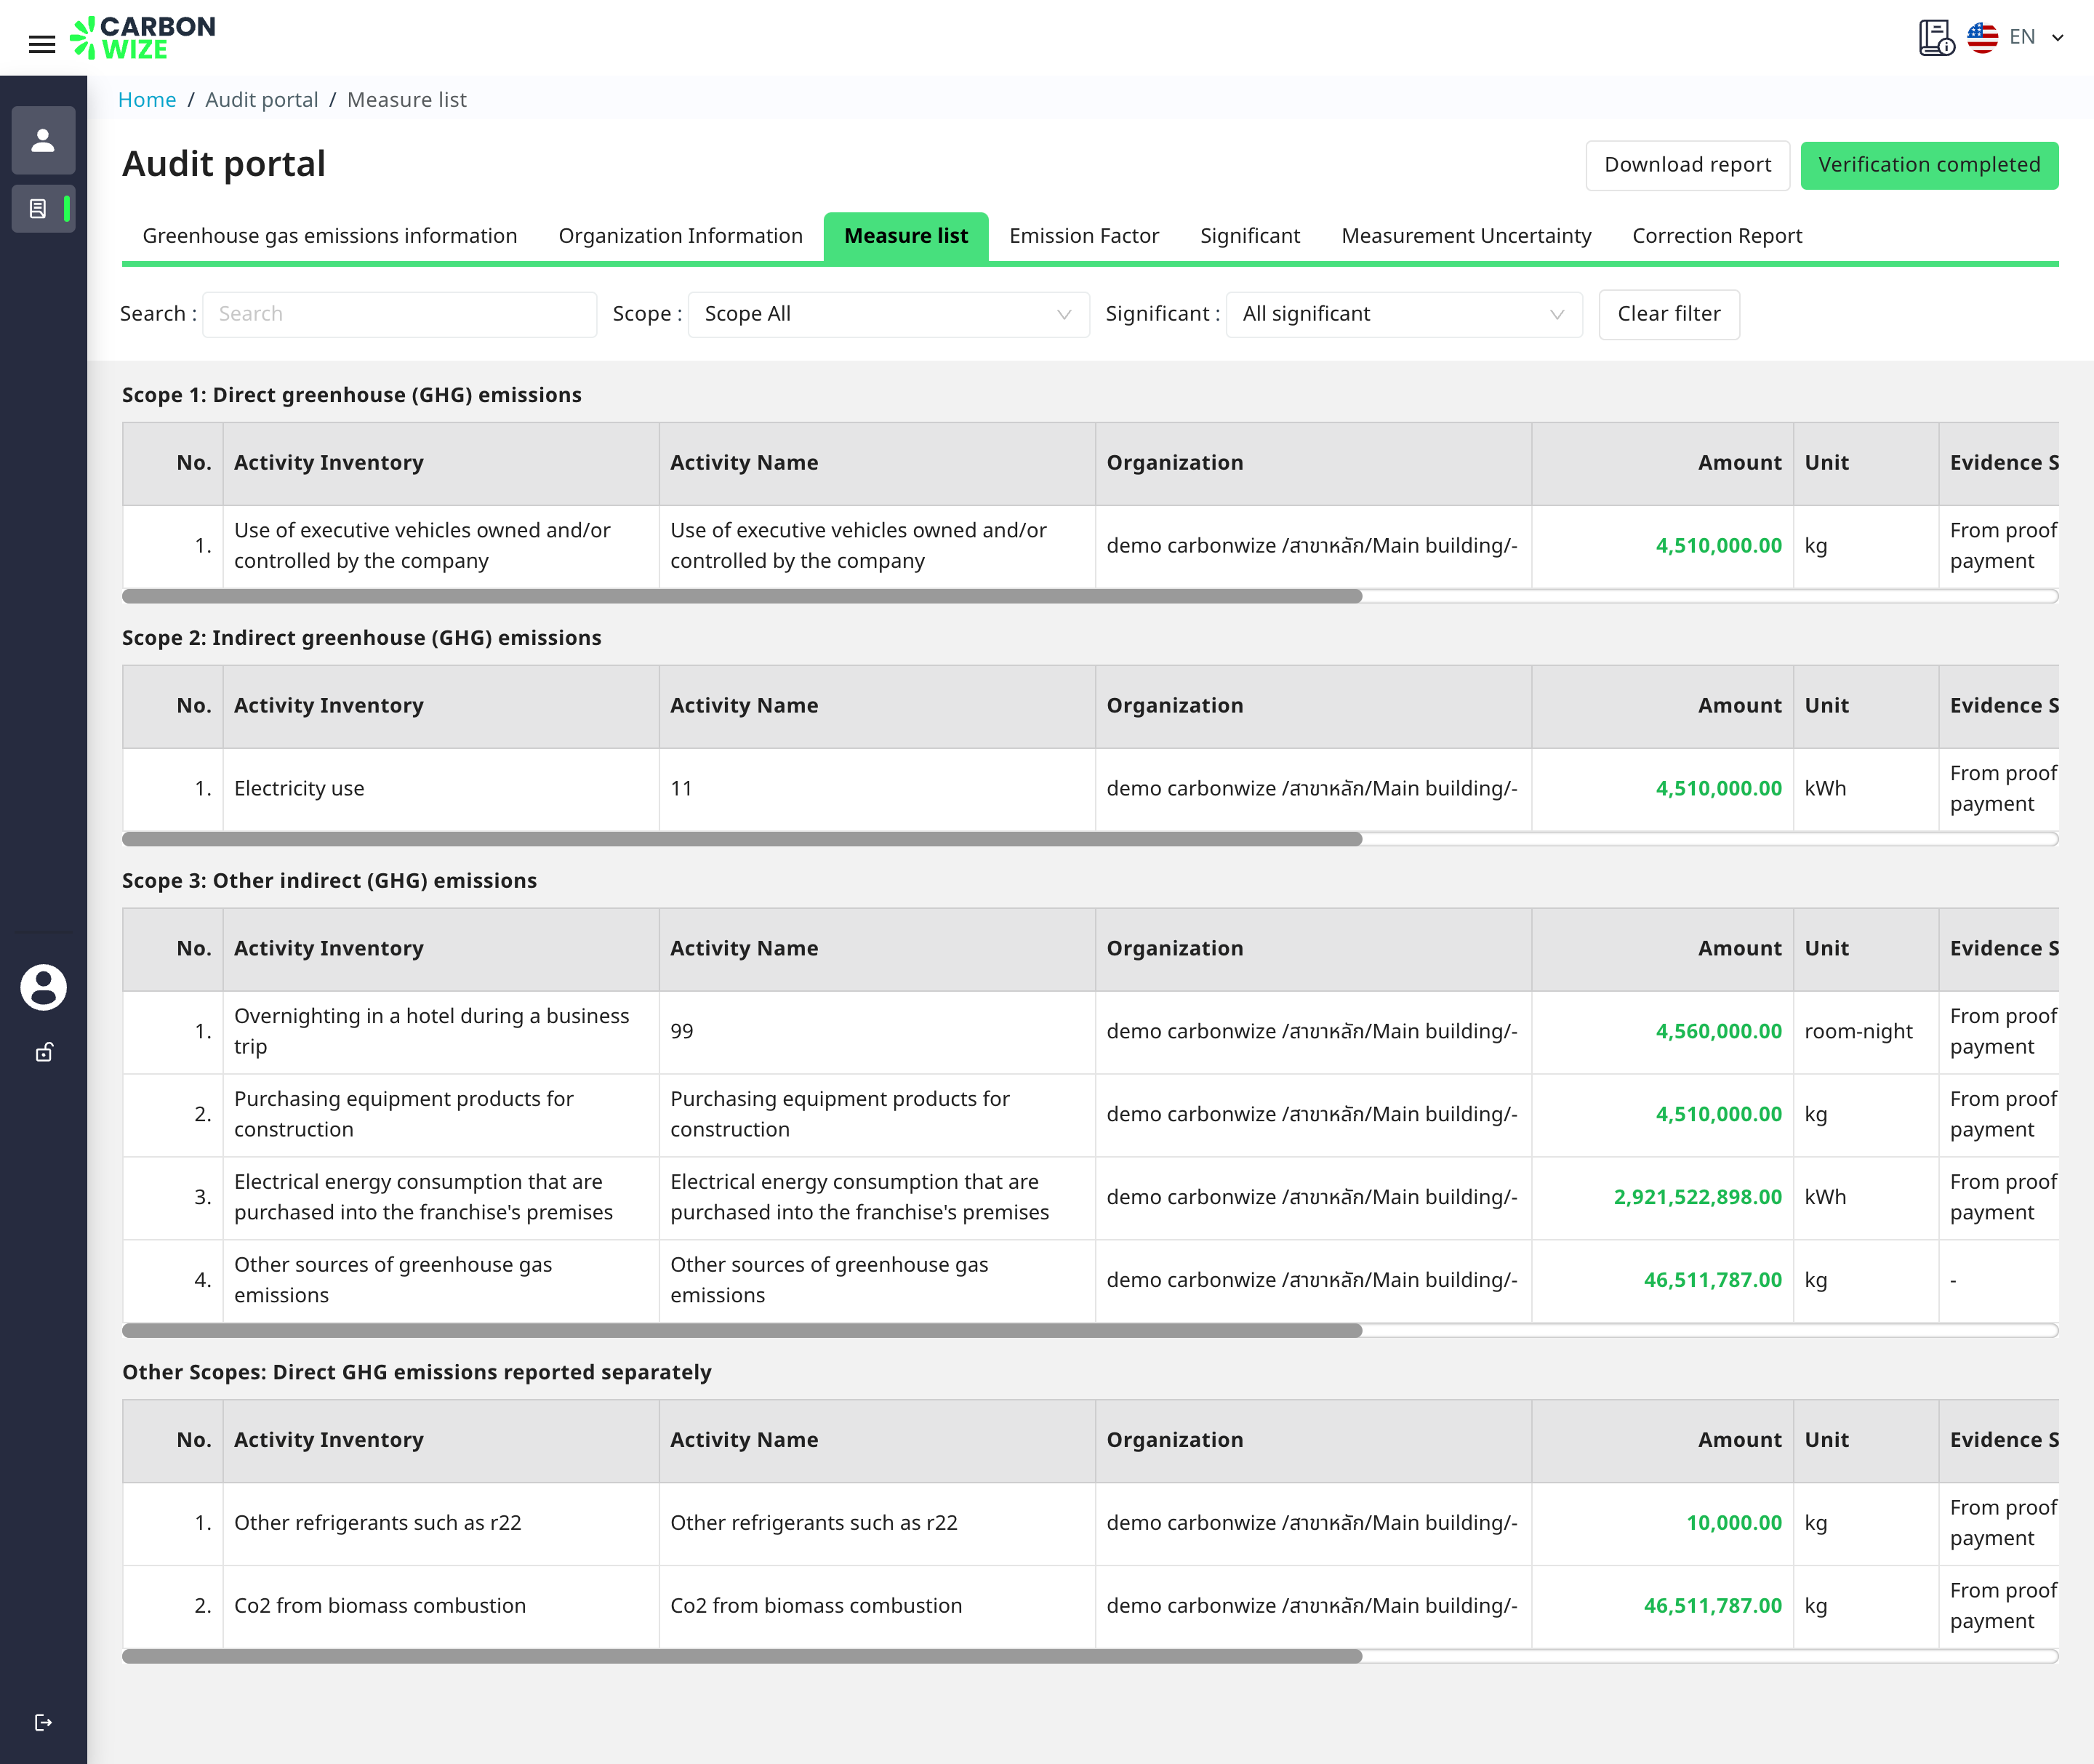 CARBON
WIZE
EN
Home / Audit portal / Measure list
Audit portal
Download report
Verification completed
Greenhouse gas emissions information Organization Information Measure list Emission Factor Significant Measurement Uncertainty Correction Report
Search : Search Scope : Scope All Significant : All significant Clear filter
Scope 1: Direct greenhouse (GHG) emissions
No. Activity Inventory Activity Name Organization Amount Unit Evidence S
1. Use of executive vehicles owned and/or controlled by the company Use of executive vehicles owned and/or controlled by the company demo carbonwize /สาขาหลัก/Main building/- 4,510,000.00 kg From proof payment
Scope 2: Indirect greenhouse (GHG) emissions
No. Activity Inventory Activity Name Organization Amount Unit Evidence S
1. Electricity use 11 demo carbonwize /สาขาหลัก/Main building/- 4,510,000.00 kWh From proof payment
Scope 3: Other indirect (GHG) emissions
No. Activity Inventory Activity Name Organization Amount Unit Evidence S
1. Overnighting in a hotel during a business trip 99 demo carbonwize /สาขาหลัก/Main building/- 4,560,000.00 room-night From proof payment
2. Purchasing equipment products for construction Purchasing equipment products for construction demo carbonwize /สาขาหลัก/Main building/- 4,510,000.00 kg From proof payment
3. Electrical energy consumption that are purchased into the franchise's premises Electrical energy consumption that are purchased into the franchise's premises demo carbonwize /สาขาหลัก/Main building/- 2,921,522,898.00 kWh From proof payment
4. Other sources of greenhouse gas emissions Other sources of greenhouse gas emissions demo carbonwize /สาขาหลัก/Main building/- 46,511,787.00 kg -
Other Scopes: Direct GHG emissions reported separately
No. Activity Inventory Activity Name Organization Amount Unit Evidence S
1. Other refrigerants such as r22 Other refrigerants such as r22 demo carbonwize /สาขาหลัก/Main building/- 10,000.00 kg From proof payment
2. Co2 from biomass combustion Co2 from biomass combustion demo carbonwize /สาขาหลัก/Main building/- 46,511,787.00 kg From proof payment